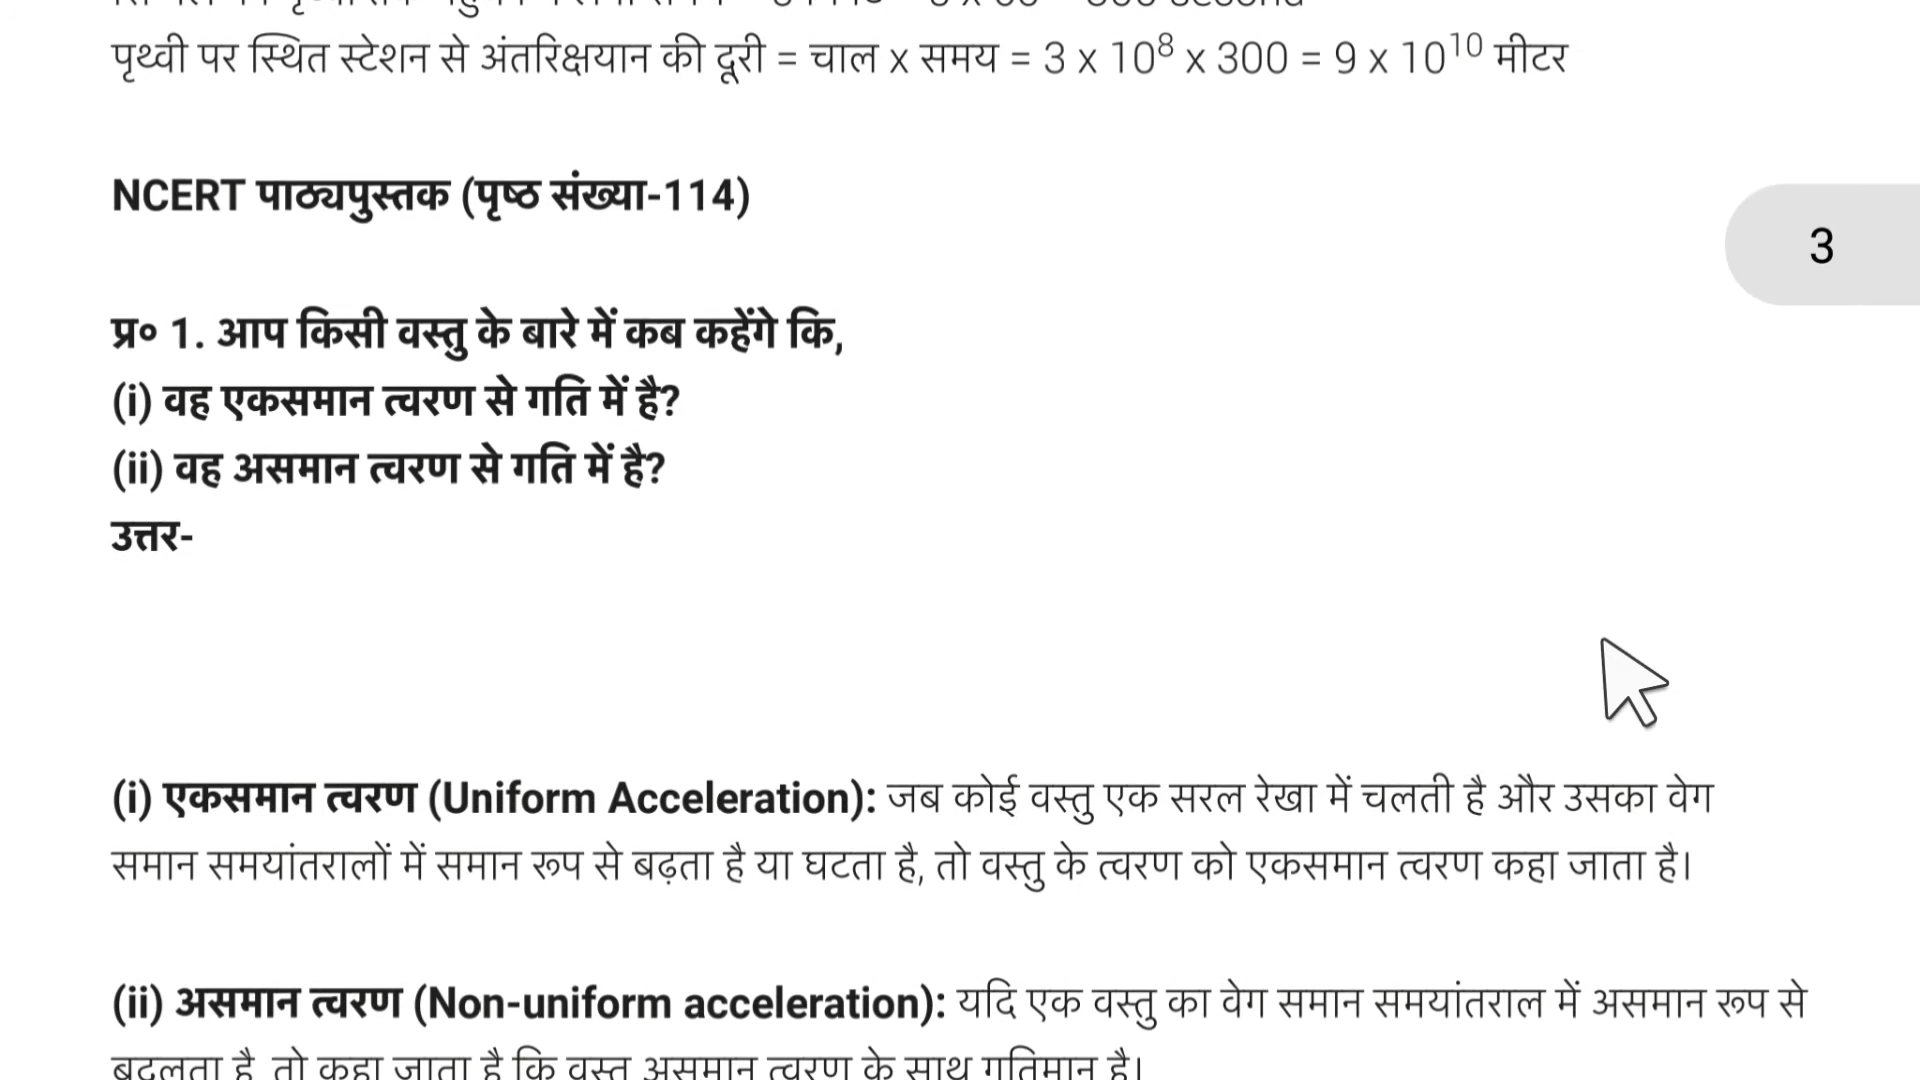 पृथ्वी पर स्थित स्टेशन से अंतरिक्षयान की दूरी = चाल x समय = 3 x 10⁸ x 300 = 9 x 10¹⁰ मीटर
NCERT पाठ्यपुस्तक (पृष्ठ संख्या-114)
3
प्र० 1. आप किसी वस्तु के बारे में कब कहेंगे कि,
(i) वह एकसमान त्वरण से गति में है?
(ii) वह असमान त्वरण से गति में है?
उत्तर-
(i) एकसमान त्वरण (Uniform Acceleration): जब कोई वस्तु एक सरल रेखा में चलती है और उसका वेग
समान समयांतरालों में समान रूप से बढ़ता है या घटता है, तो वस्तु के त्वरण को एकसमान त्वरण कहा जाता है।
(ii) असमान त्वरण (Non-uniform acceleration): यदि एक वस्तु का वेग समान समयांतराल में असमान रूप से
बदलता है, तो कहा जाता है कि वस्तु असमान त्वरण के साथ गतिमान है।